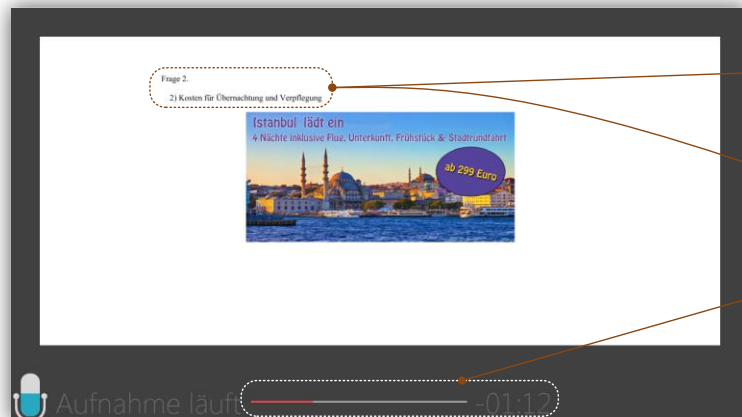 Frage 2.
2) Kosten für Übernachtung und Verpflegung
Istanbul lädt ein
4 Nächte inklusive Flug, Unterkunft, Frühstück & Stadtrundfahrt
ab 299 Euro
Aufnahme läuft -01:12